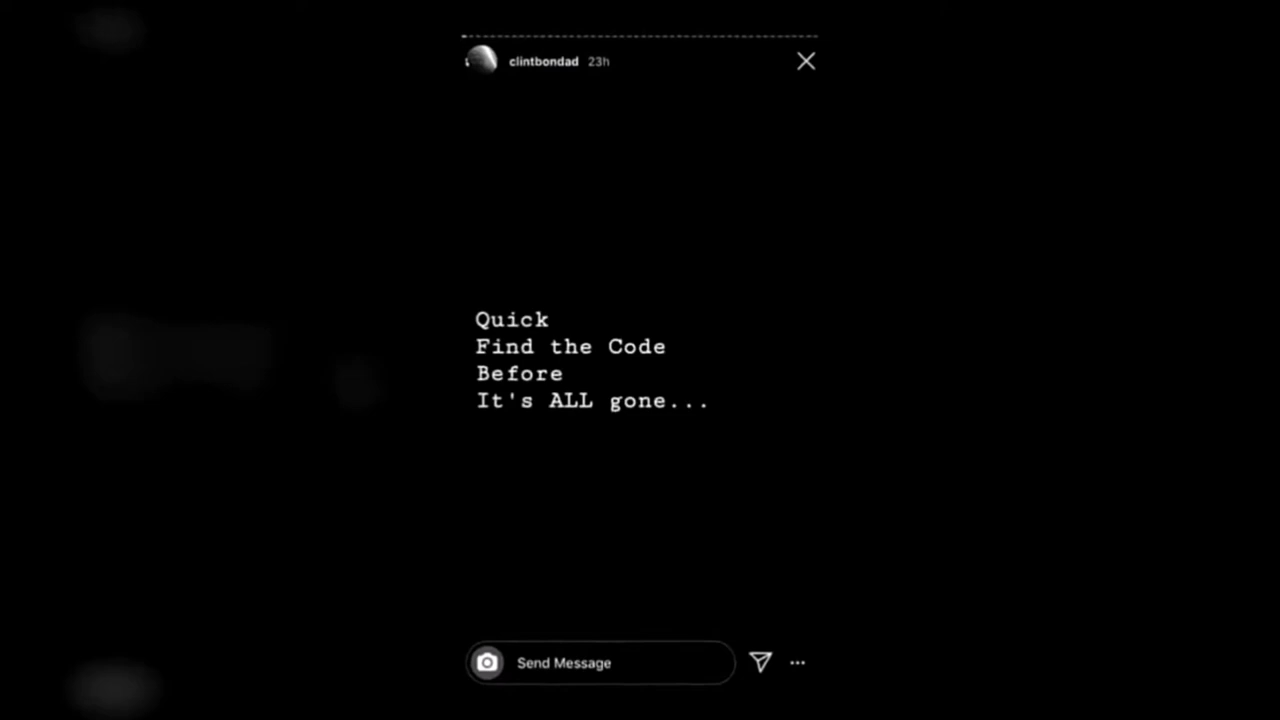 clintbondad 23h
Quick
Find the Code
Before
It's ALL gone...
Send Message